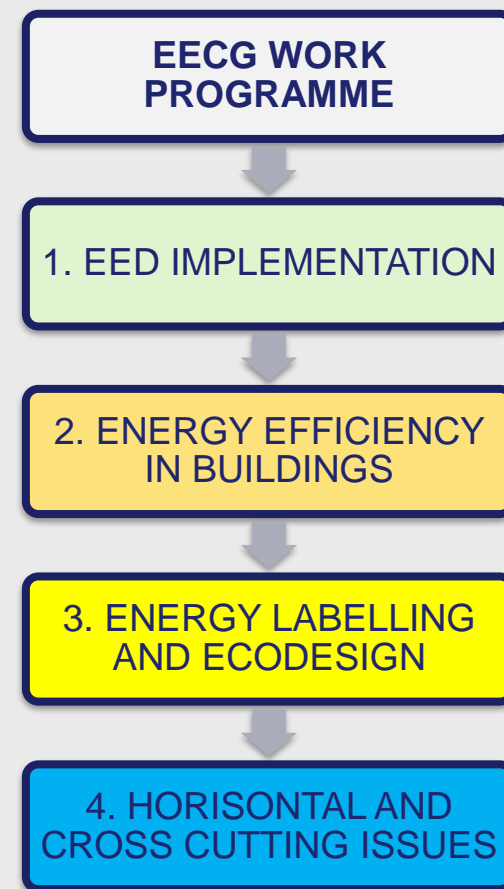 EECG WORK
PROGRAMME
1. EED IMPLEMENTATION
2. ENERGY EFFICIENCY
IN BUILDINGS
3. ENERGY LABELLING
AND ECODESIGN
4. HORISONTAL AND
CROSS CUTTING ISSUES